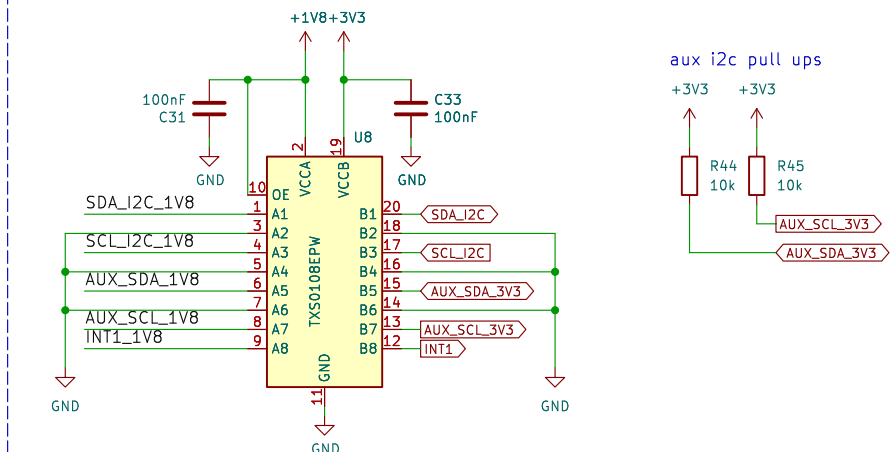 +1V8 +3V3
aux i2c pull ups
+3V3 +3V3
100nF
C31
C33
100nF
GND
GND
U8
2
19
VCCA
VCCB
R44
10k
R45
10k
10 OE
SDA_I2C_1V8 1 A1 B1 20 SDA_I2C
3 A2 B2 18
SCL_I2C_1V8 4 A3 B3 17 SCL_I2C
5 A4 B4 16
AUX_SDA_1V8 6 A5 B5 15 AUX_SDA_3V3
7 A6 B6 14
AUX_SCL_1V8 8 A7 B7 13 AUX_SCL_3V3
INT1_1V8 9 A8 B8 12 INT1
TXS0108EPW
GND
11
GND
GND
GND
AUX_SCL_3V3
AUX_SDA_3V3